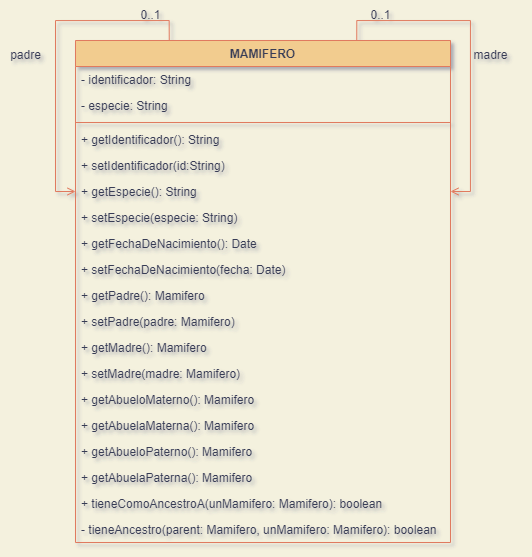 0..1
0..1
padre
madre
MAMIFERO
- identificador: String
- especie: String
+ getIdentificador(): String
+ setIdentificador(id:String)
+ getEspecie(): String
+ setEspecie(especie: String)
+ getFechaDeNacimiento(): Date
+ setFechaDeNacimiento(fecha: Date)
+ getPadre(): Mamifero
+ setPadre(padre: Mamifero)
+ getMadre(): Mamifero
+ setMadre(madre: Mamifero)
+ getAbueloMaterno(): Mamifero
+ getAbuelaMaterna(): Mamifero
+ getAbueloPaterno(): Mamifero
+ getAbuelaPaterna(): Mamifero
+ tieneComoAncestroA(unMamifero: Mamifero): boolean
- tieneAncestro(parent: Mamifero, unMamifero: Mamifero): boolean